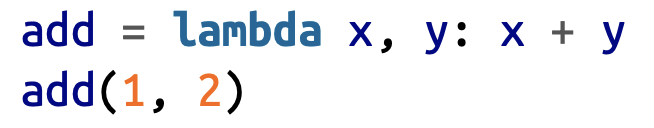 add = lambda x, y: x + y
add(1, 2)